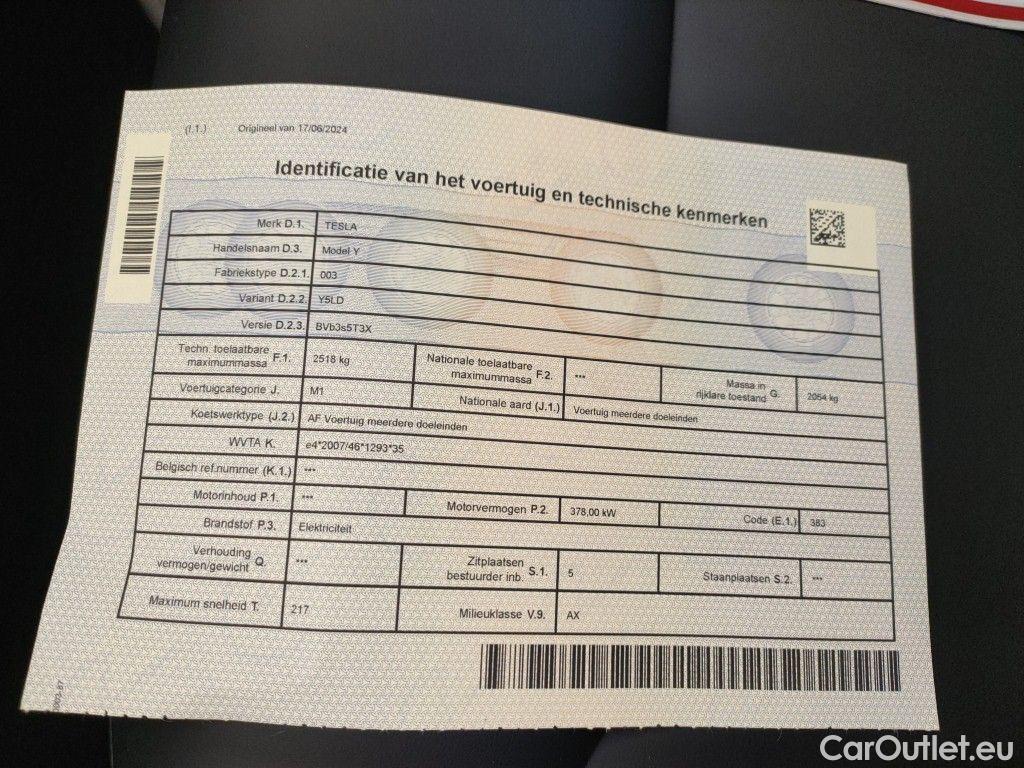 (I.1.) Origineel van 17/06/2024
Identificatie van het voertuig en technische kenmerken
Merk D.1. TESLA
Handelsnaam D.3. Model Y
Fabriekstype D.2.1. 003
Variant D.2.2. Y5LD
Versie D.2.3. BVb3s5T3X
Techn. toelaatbare maximummassa F.1. 2518 kg Nationale toelaatbare maximummassa F.2. *** Massa in rijklare toestand G. 2054 kg
Voertuigcategorie J. M1 Nationale aard (J.1.) Voertuig meerdere doeleinden
Koetswerktype (J.2.) AF Voertuig meerdere doeleinden
WVTA K. e4*2007/46*1293*35
Belgisch ref.nummer (K.1.) ***
Motorinhoud P.1. *** Motorvermogen P.2. 378,00 kW Code (E.1.) 383
Brandstof P.3. Elektriciteit
Verhouding vermogen/gewicht Q. *** Zitplaatsen bestuurder inb. S.1. 5 Staanplaatsen S.2. ***
Maximum snelheid T. 217 Milieuklasse V.9. AX
CarOutlet.eu